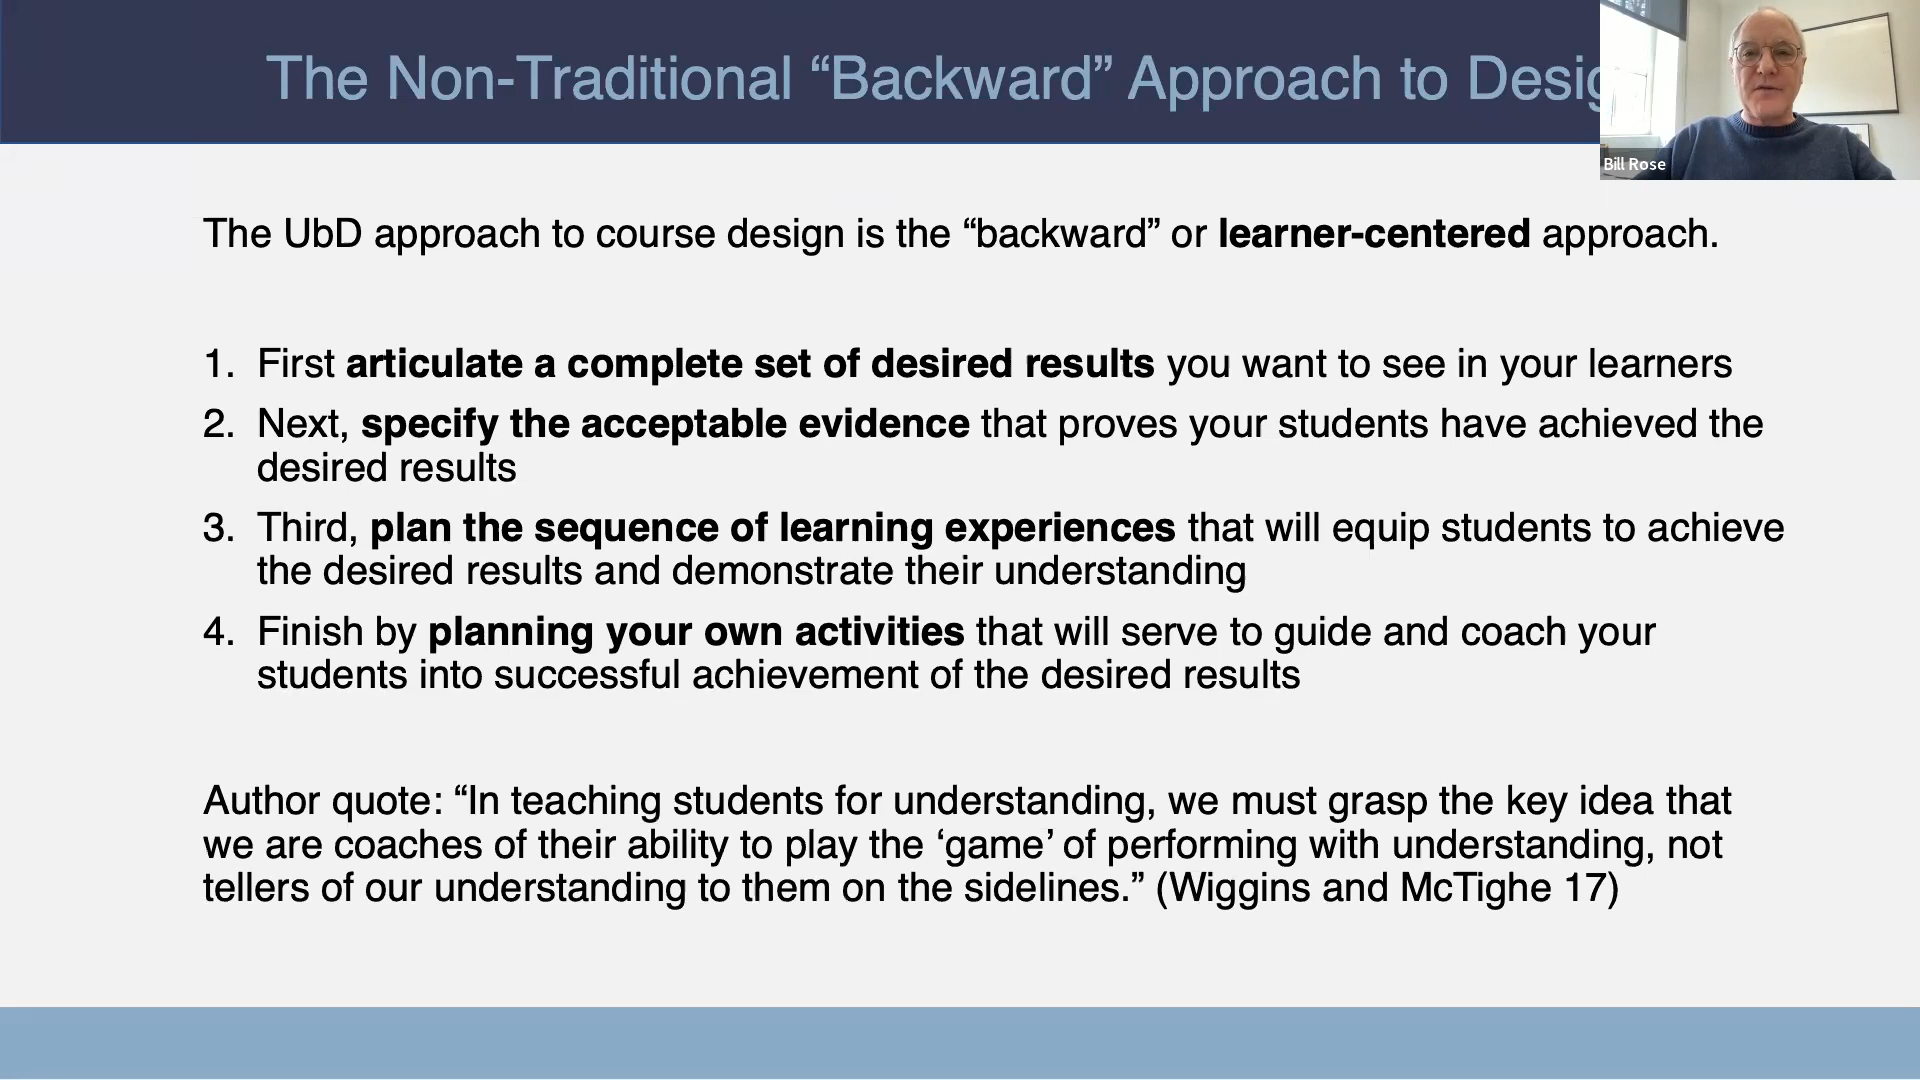 The Non-Traditional “Backward” Approach to Desig
Bill Rose
The UbD approach to course design is the “backward” or learner-centered approach.
1. First articulate a complete set of desired results you want to see in your learners
2. Next, specify the acceptable evidence that proves your students have achieved the
desired results
3. Third, plan the sequence of learning experiences that will equip students to achieve
the desired results and demonstrate their understanding
4. Finish by planning your own activities that will serve to guide and coach your
students into successful achievement of the desired results
Author quote: “In teaching students for understanding, we must grasp the key idea that
we are coaches of their ability to play the ‘game’ of performing with understanding, not
tellers of our understanding to them on the sidelines.” (Wiggins and McTighe 17)